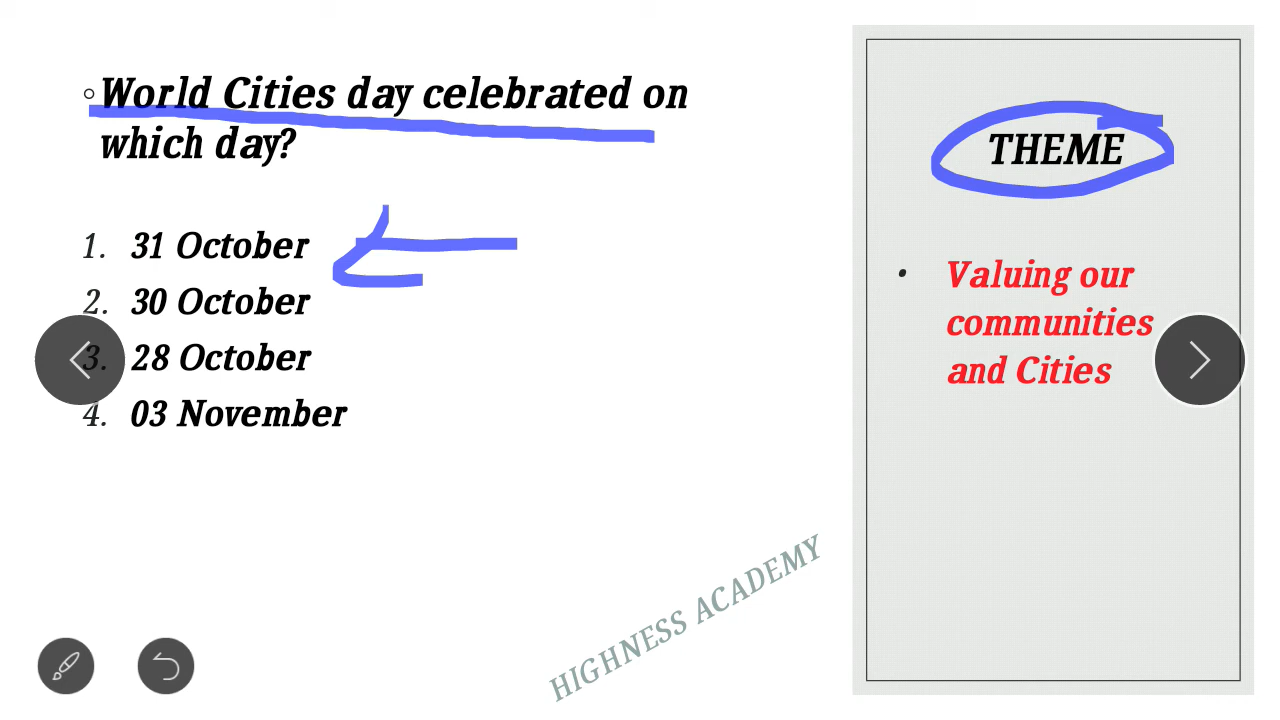 World Cities day celebrated on
which day?
1. 31 October
2. 30 October
3. 28 October
4. 03 November
THEME
• Valuing our
communities
and Cities
HIGHNESS ACADEMY